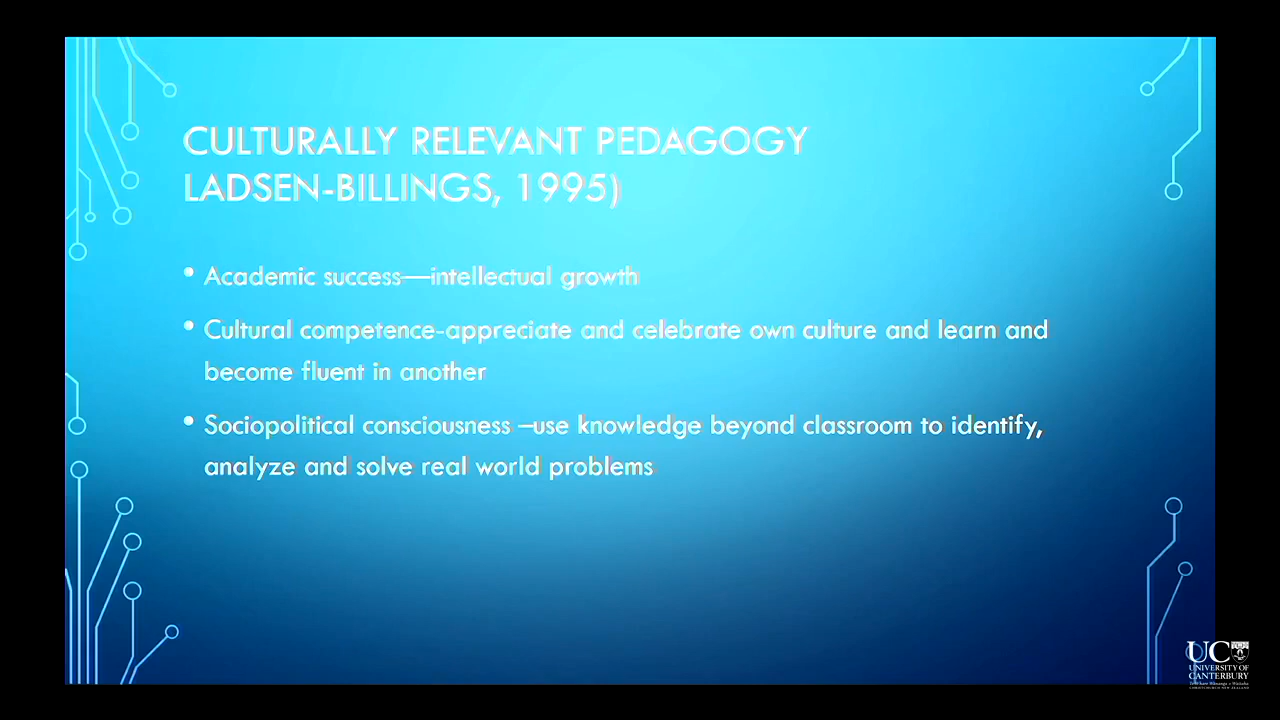 CULTURALLY RELEVANT PEDAGOGY
LADSEN-BILLINGS, 1995)
• Academic success—intellectual growth
• Cultural competence-appreciate and celebrate own culture and learn and
become fluent in another
• Sociopolitical consciousness –use knowledge beyond classroom to identify,
analyze and solve real world problems
UC
UNIVERSITY OF
CANTERBURY